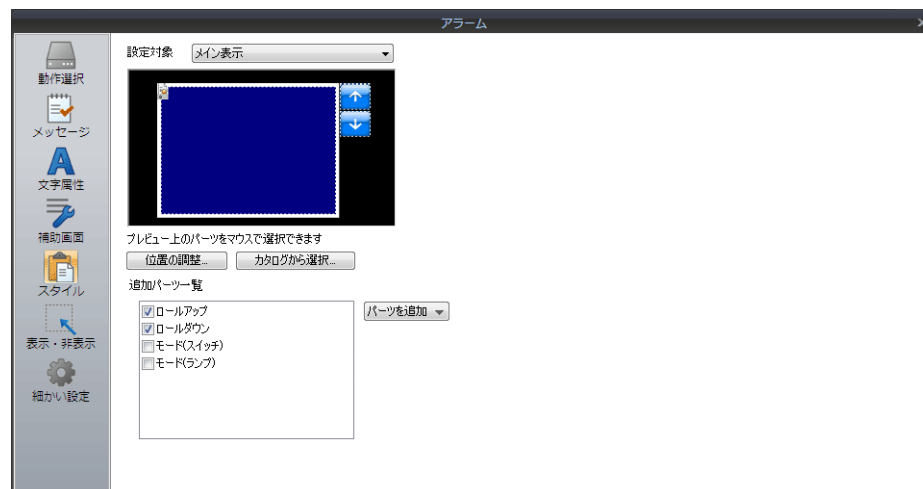 アラーム
動作選択
メッセージ
文字属性
補助画面
スタイル
表示・非表示
細かい設定
設定対象 メイン表示
プレビュー上のパーツをマウスで選択できます
位置の調整... カタログから選択...
追加パーツ一覧
ロールアップ
ロールダウン
モード(スイッチ)
モード(ランプ)
パーツを追加